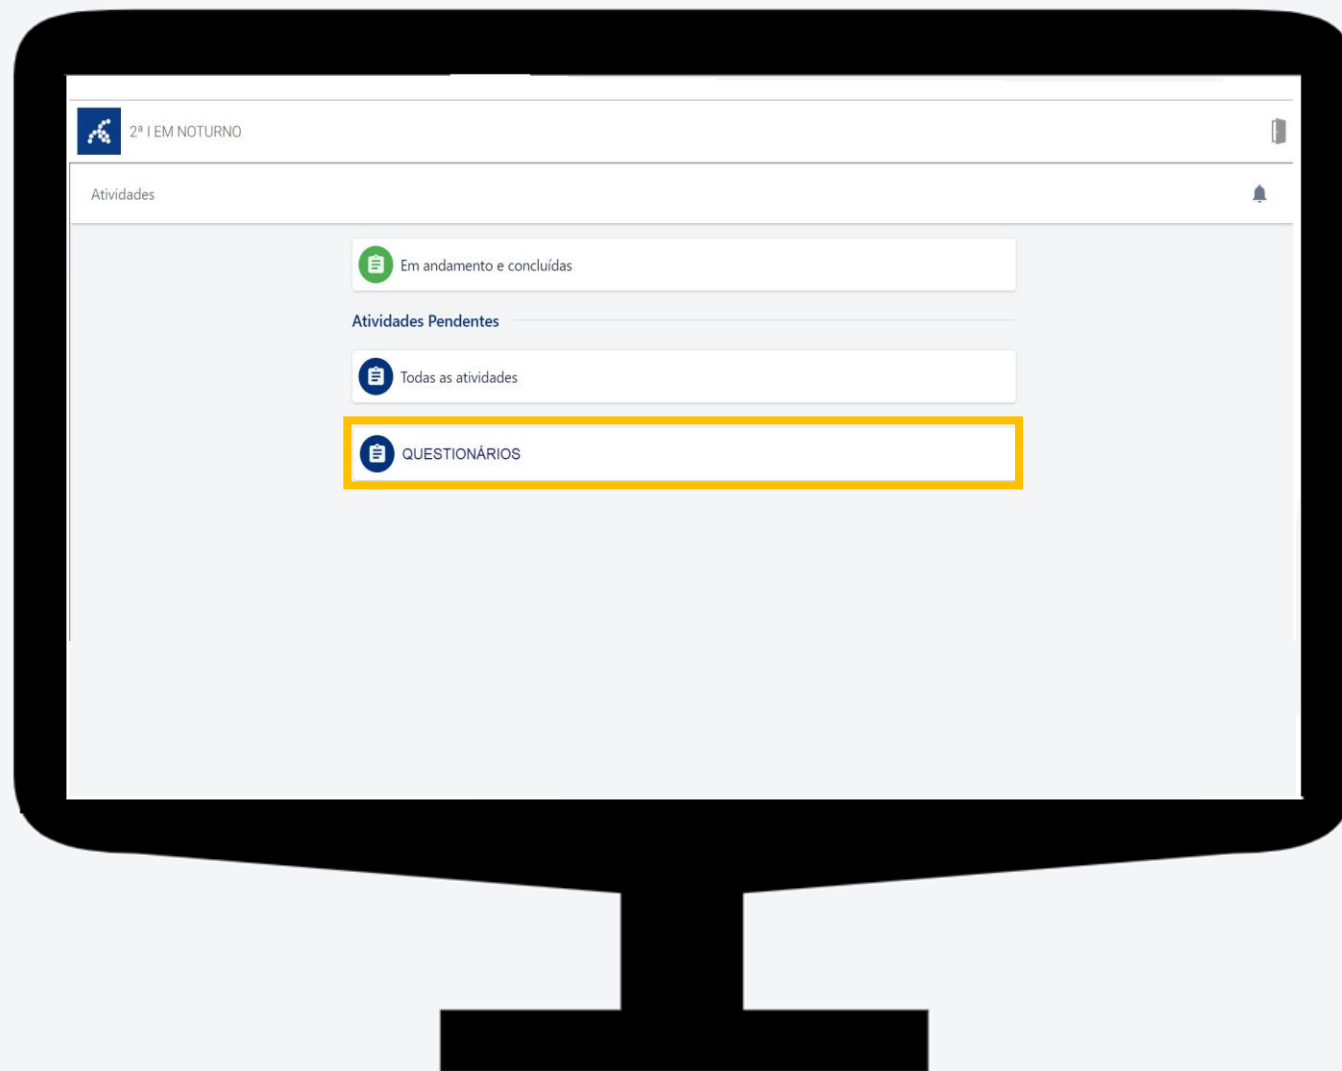 2ª I EM NOTURNO
Atividades
Em andamento e concluídas
Atividades Pendentes
Todas as atividades
QUESTIONÁRIOS